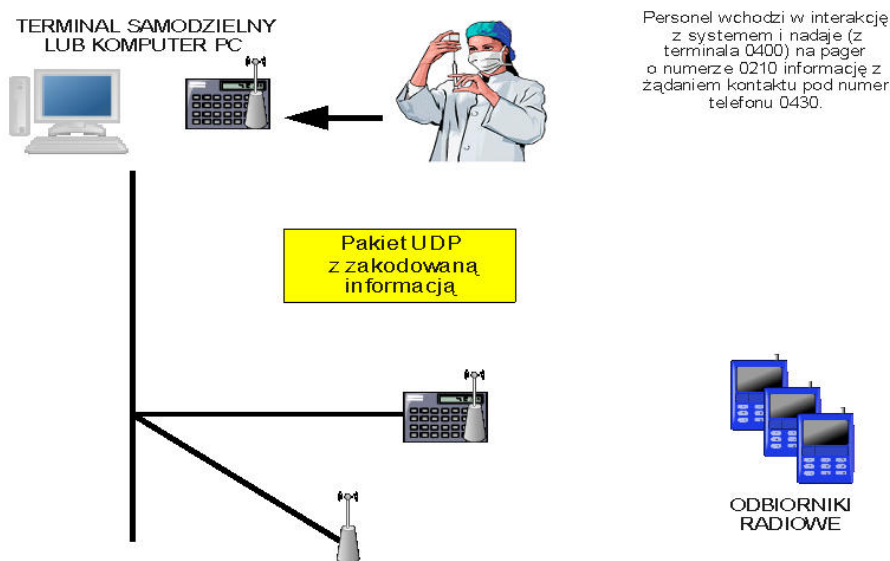 TERMINAL SAMODZIELNY
LUB KOMPUTER PC
Personel wchodzi w interakcję
z systemem i nadaje (z
terminala 0400) na pager
o numerze 0210 informację z
żądaniem kontaktu pod numer
telefonu 0430.
Pakiet UDP
z zakodowaną
informacją
ODBIORNIKI
RADIOWE